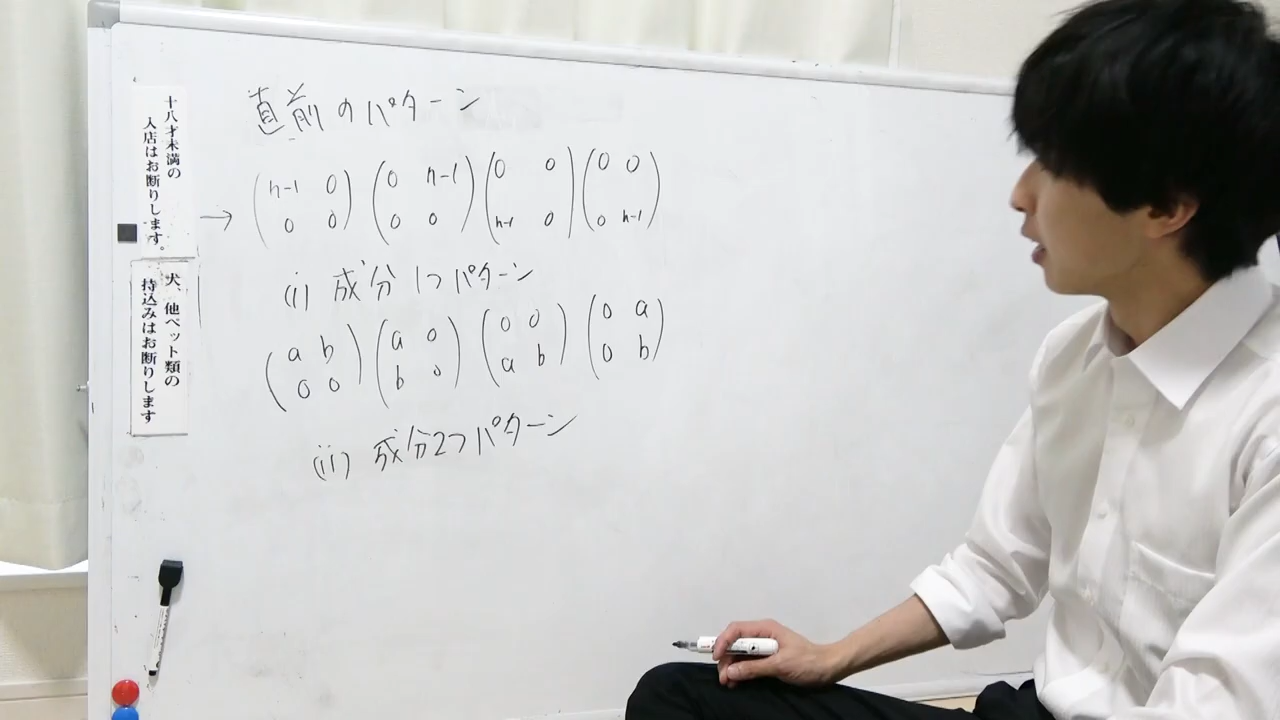 十八才未満の
入店はお断りします。
犬、他ペット類の
持込みはお断りします
直前のパターン
→ (n-1 0 0 0) (0 n-1 0 0) (0 0 n-1 0) (0 0 0 n-1)
(i) 成分1つパターン
(a b 0 0) (a 0 b 0) (0 0 a b) (0 a 0 b)
(ii) 成分2つパターン